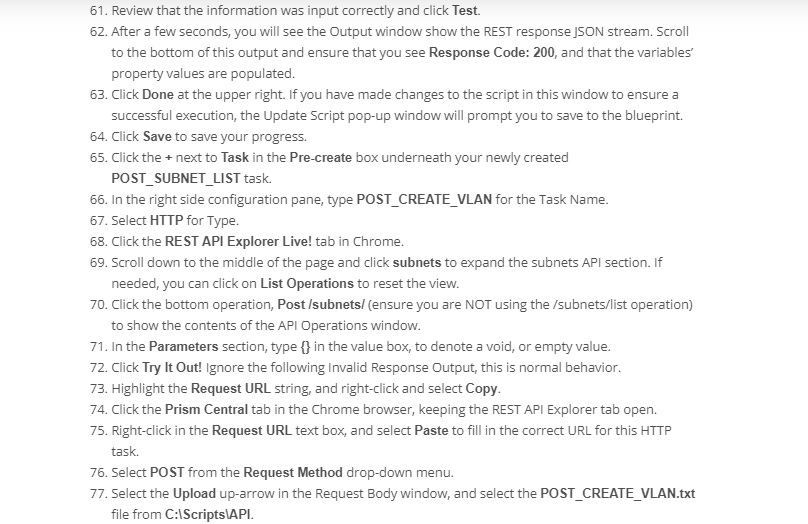 61. Review that the information was input correctly and click Test.
62. After a few seconds, you will see the Output window show the REST response JSON stream. Scroll
to the bottom of this output and ensure that you see Response Code: 200, and that the variables'
property values are populated.
63. Click Done at the upper right. If you have made changes to the script in this window to ensure a
successful execution, the Update Script pop-up window will prompt you to save to the blueprint.
64. Click Save to save your progress.
65. Click the + next to Task in the Pre-create box underneath your newly created
POST_SUBNET_LIST task.
66. In the right side configuration pane, type POST_CREATE_VLAN for the Task Name.
67. Select HTTP for Type.
68. Click the REST API Explorer Live! tab in Chrome.
69. Scroll down to the middle of the page and click subnets to expand the subnets API section. If
needed, you can click on List Operations to reset the view.
70. Click the bottom operation, Post /subnets/ (ensure you are NOT using the /subnets/list operation)
to show the contents of the API Operations window.
71. In the Parameters section, type {} in the value box, to denote a void, or empty value.
72. Click Try It Out! Ignore the following Invalid Response Output, this is normal behavior.
73. Highlight the Request URL string, and right-click and select Copy.
74. Click the Prism Central tab in the Chrome browser, keeping the REST API Explorer tab open.
75. Right-click in the Request URL text box, and select Paste to fill in the correct URL for this HTTP
task.
76. Select POST from the Request Method drop-down menu.
77. Select the Upload up-arrow in the Request Body window, and select the POST_CREATE_VLAN.txt
file from C:\Scripts\API.